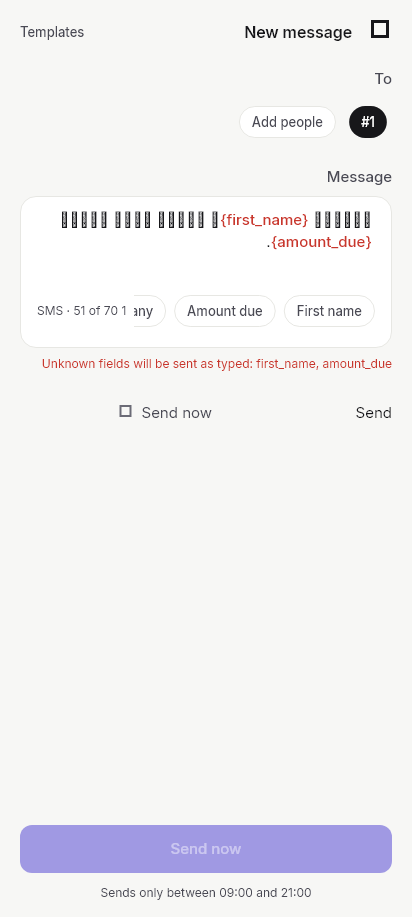 New message
Templates
To
#1
Add people
Message
{first_name}
{amount_due}.
First name
Amount due
any
SMS · 51 of 70 1
Unknown fields will be sent as typed: first_name, amount_due
Send
Send now
Send now
Sends only between 09:00 and 21:00